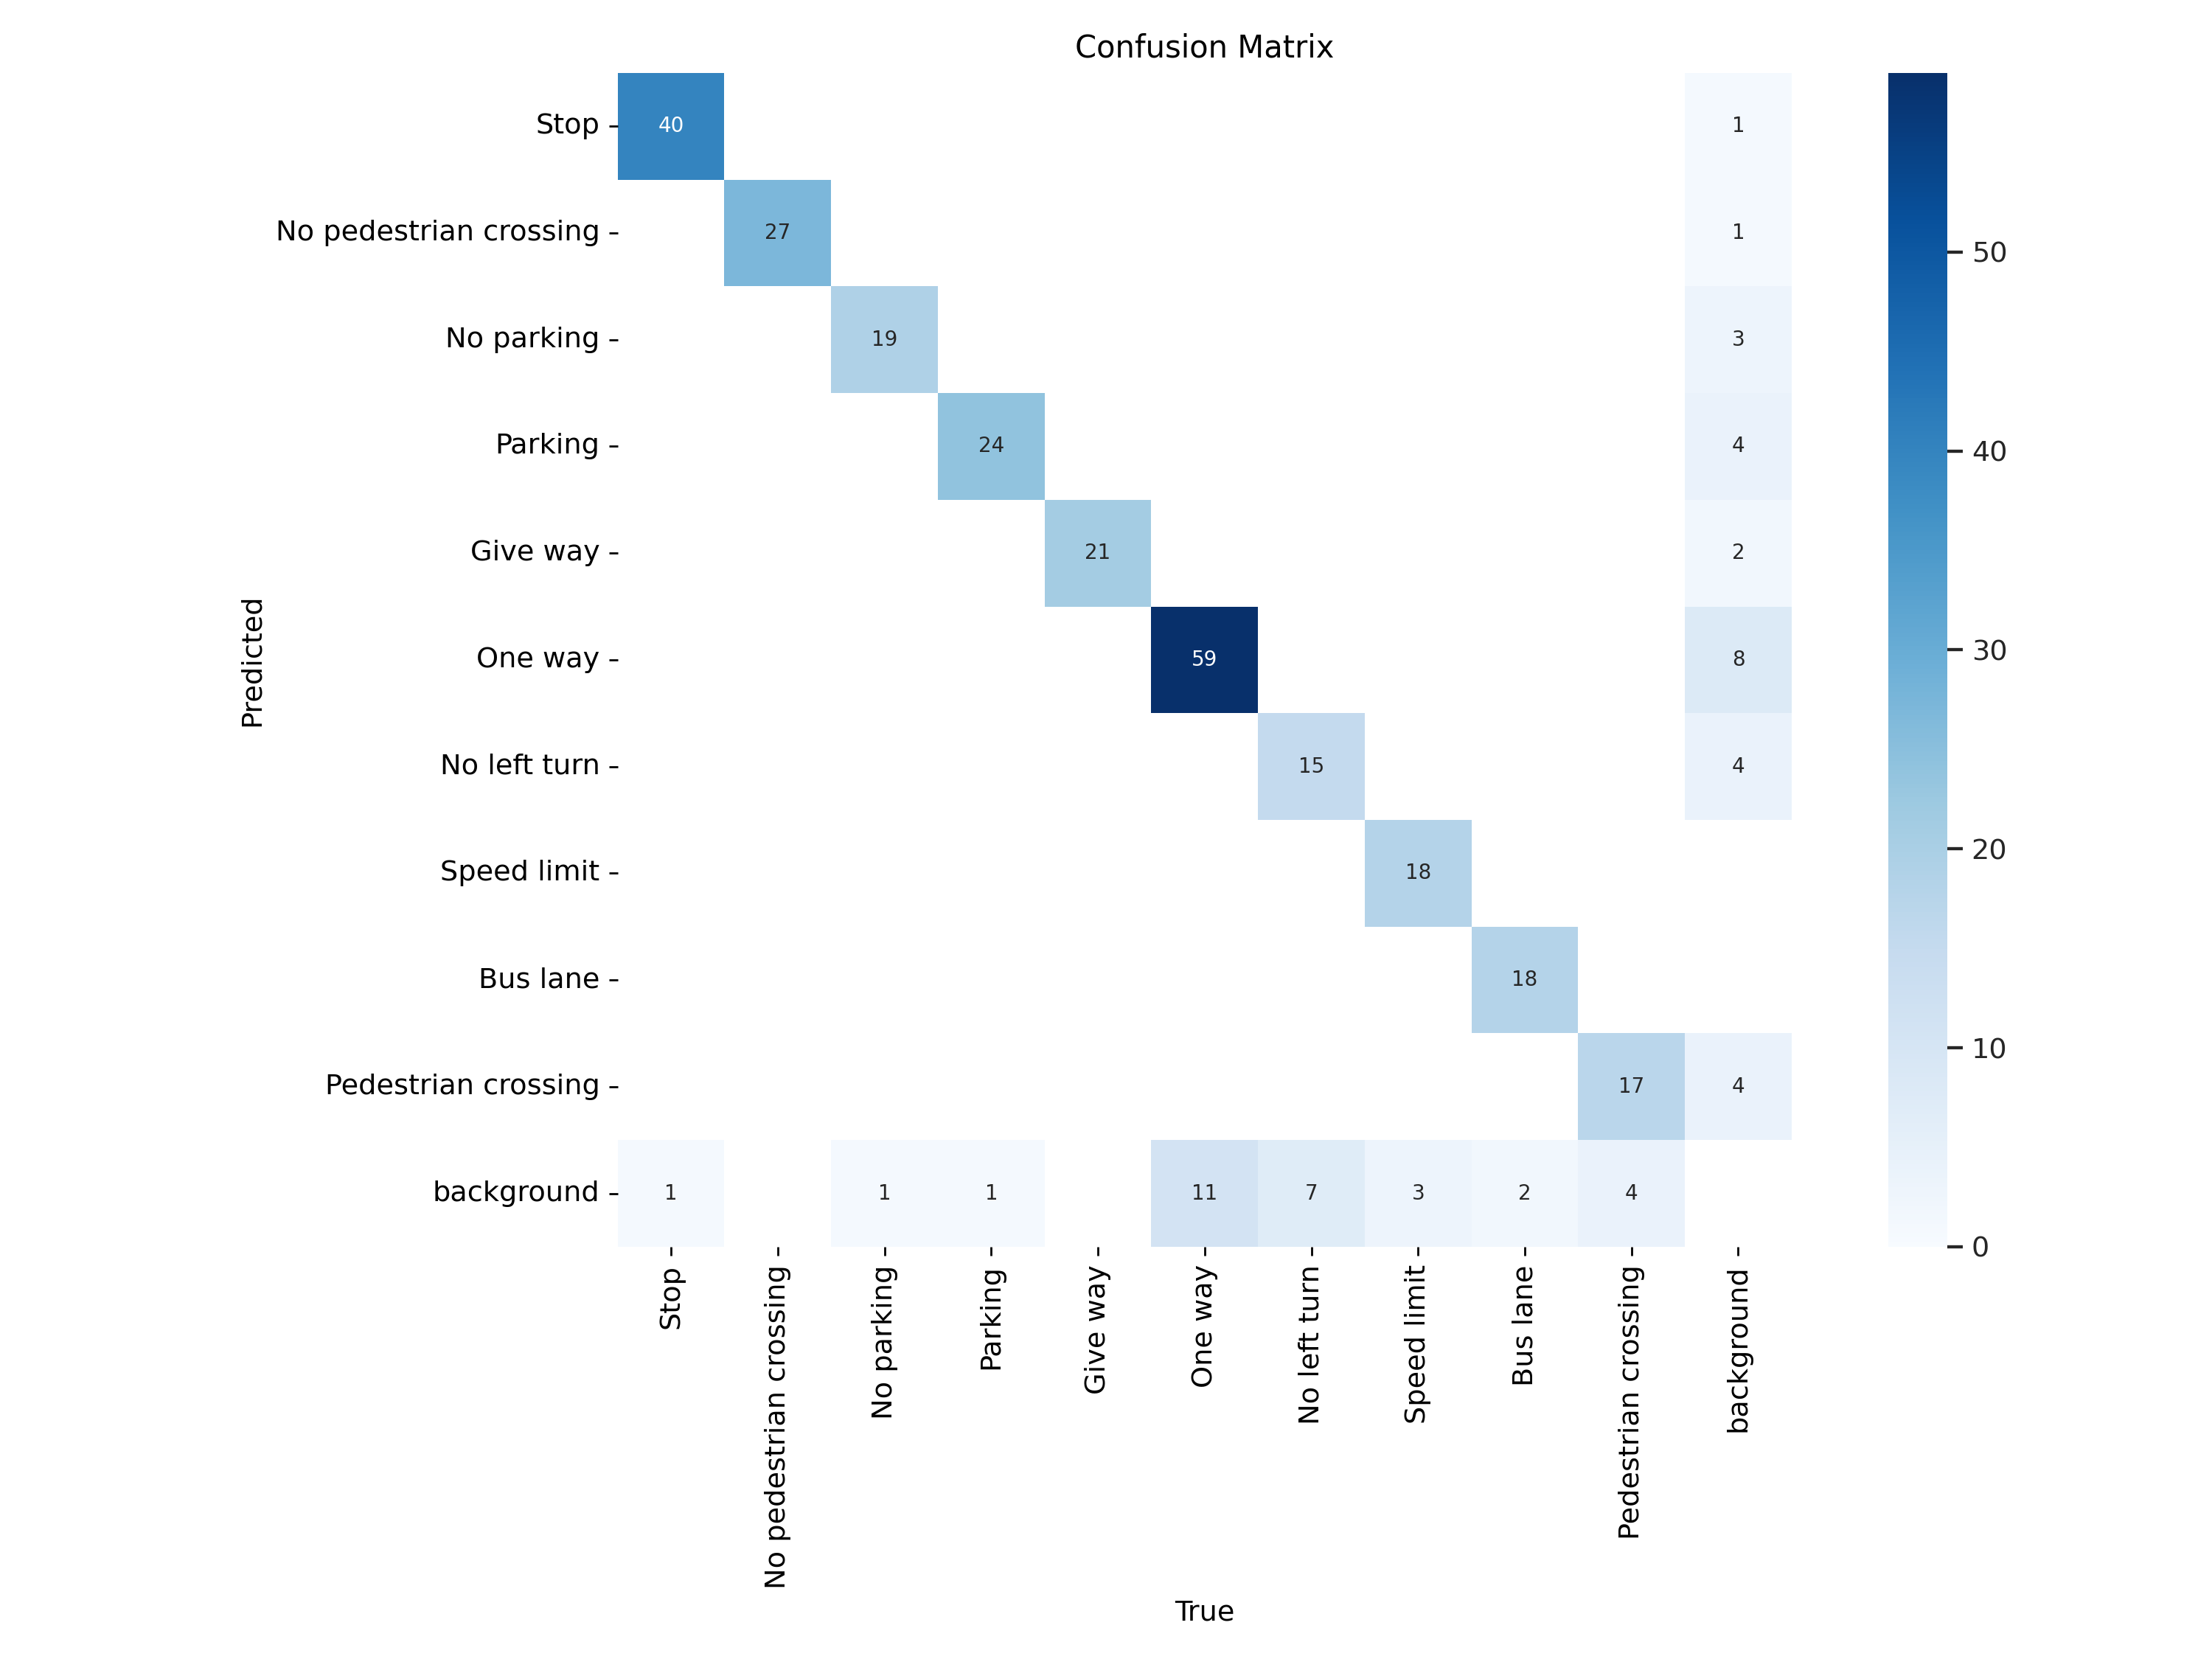 Confusion Matrix
Stop 40 1
No pedestrian crossing 27 1
No parking 19 3
Parking 24 4
Give way 21 2
One way 59 8
No left turn 15 4
Speed limit 18
Bus lane 18
Pedestrian crossing 17 4
background 1 1 1 11 7 3 2 4
Predicted
Stop
No pedestrian crossing
No parking
Parking
Give way
One way
No left turn
Speed limit
Bus lane
Pedestrian crossing
background
True
50
40
30
20
10
0